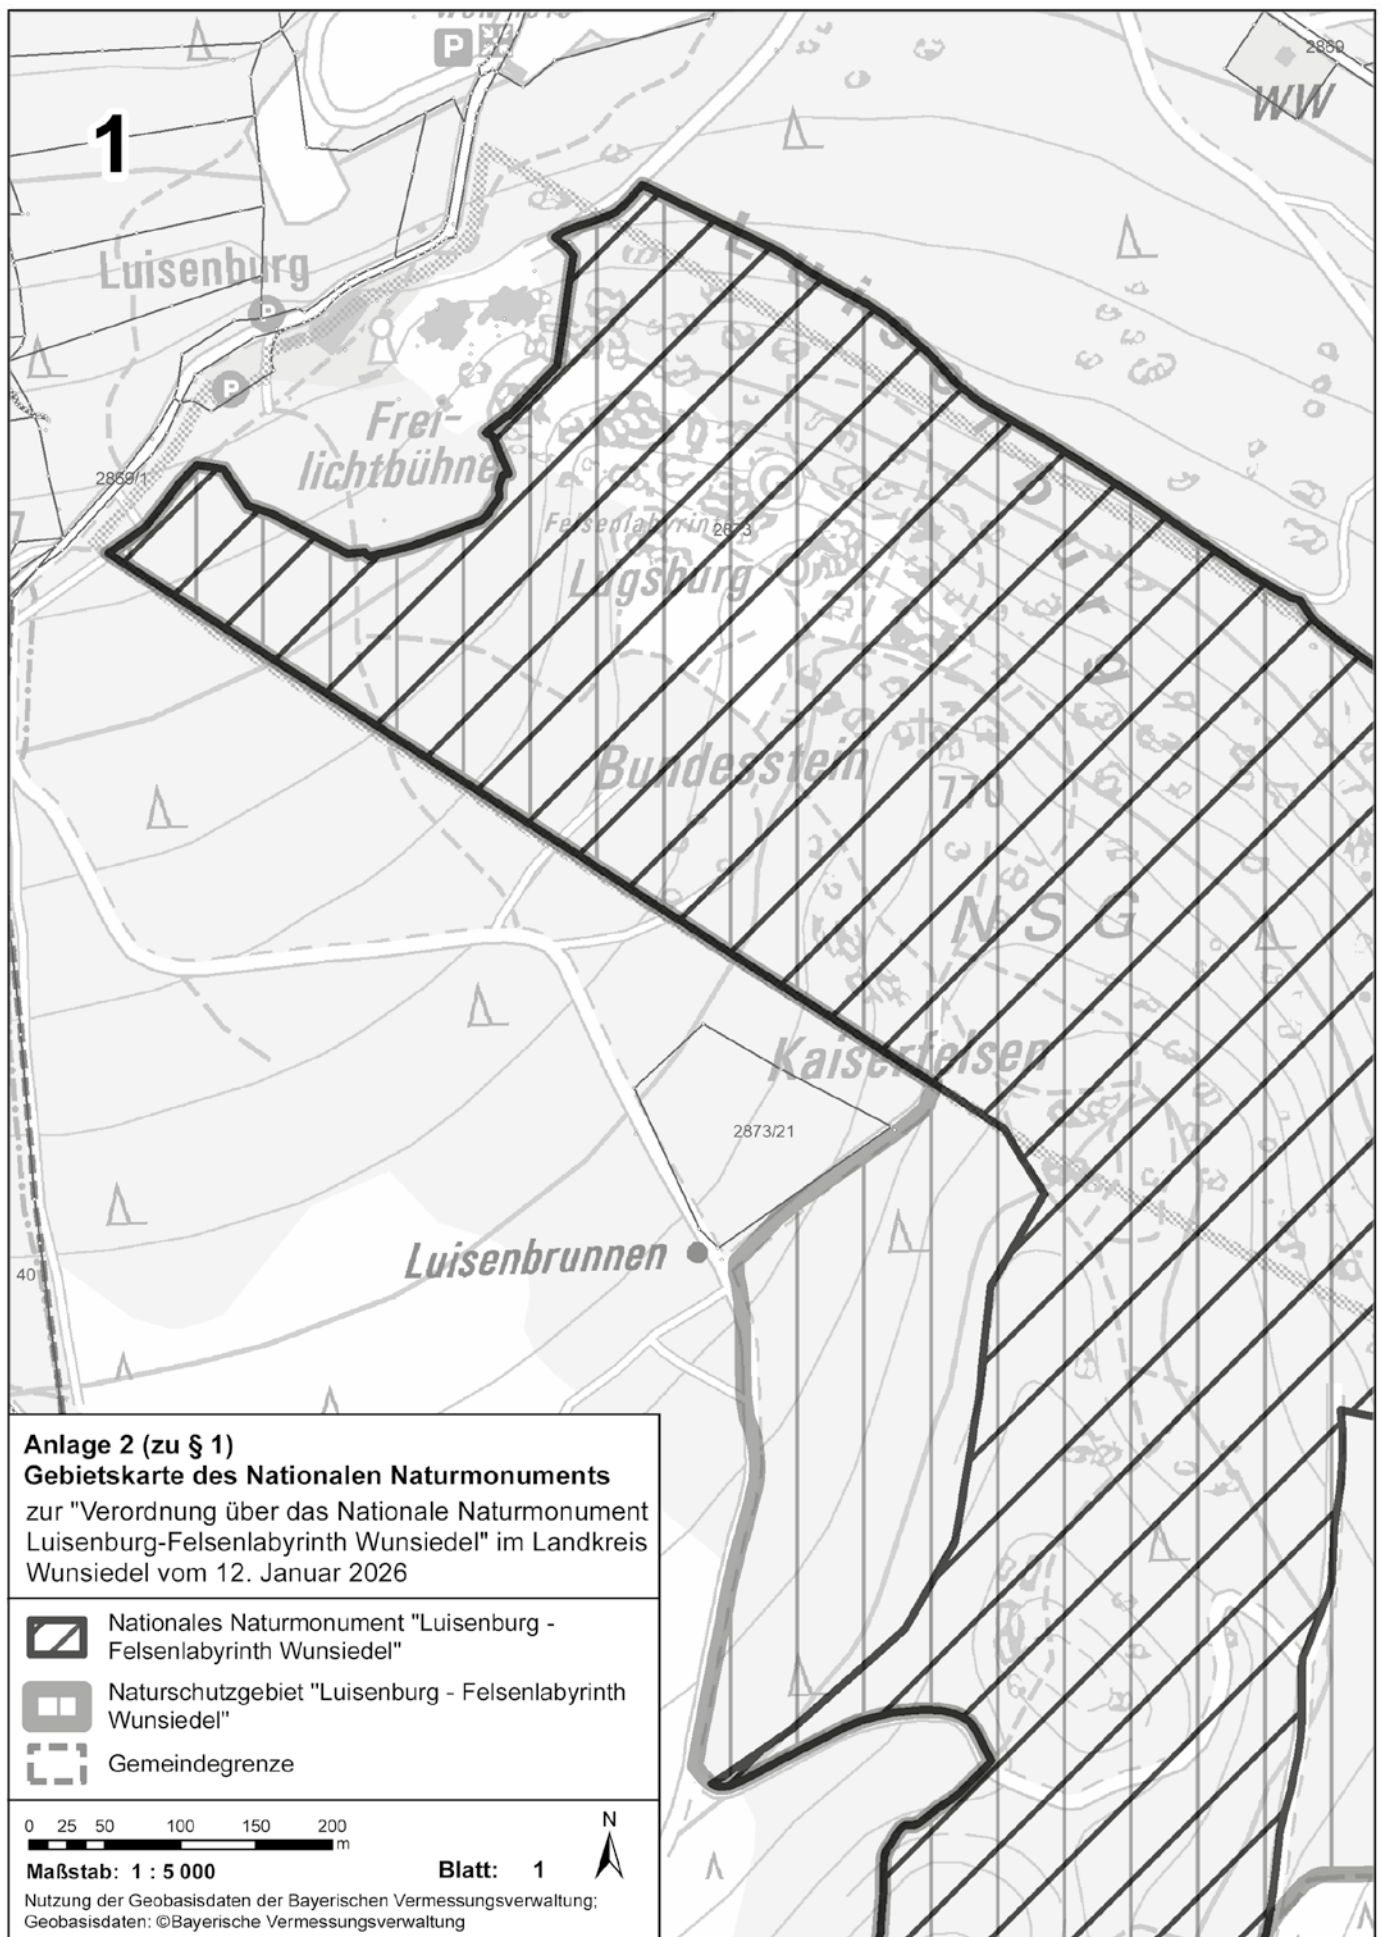 P
2869
WW
1
Luisenburg
P
P
Frei-
lichtbühne
2869/1
Luisenburg
Felsenlabyrin
2873
Lugsburg
Bundesstein
770
NSG
Kaiserfelsen
2873/21
Luisenbrunnen
40
Anlage 2 (zu § 1)
Gebietskarte des Nationalen Naturmonuments
zur "Verordnung über das Nationale Naturmonument
Luisenburg-Felsenlabyrinth Wunsiedel" im Landkreis
Wunsiedel vom 12. Januar 2026
Nationales Naturmonument "Luisenburg -
Felsenlabyrinth Wunsiedel"
Naturschutzgebiet "Luisenburg - Felsenlabyrinth
Wunsiedel"
Gemeindegrenze
0 25 50 100 150 200
m
N
Maßstab: 1 : 5 000 Blatt: 1
Nutzung der Geobasisdaten der Bayerischen Vermessungsverwaltung;
Geobasisdaten: ©Bayerische Vermessungsverwaltung